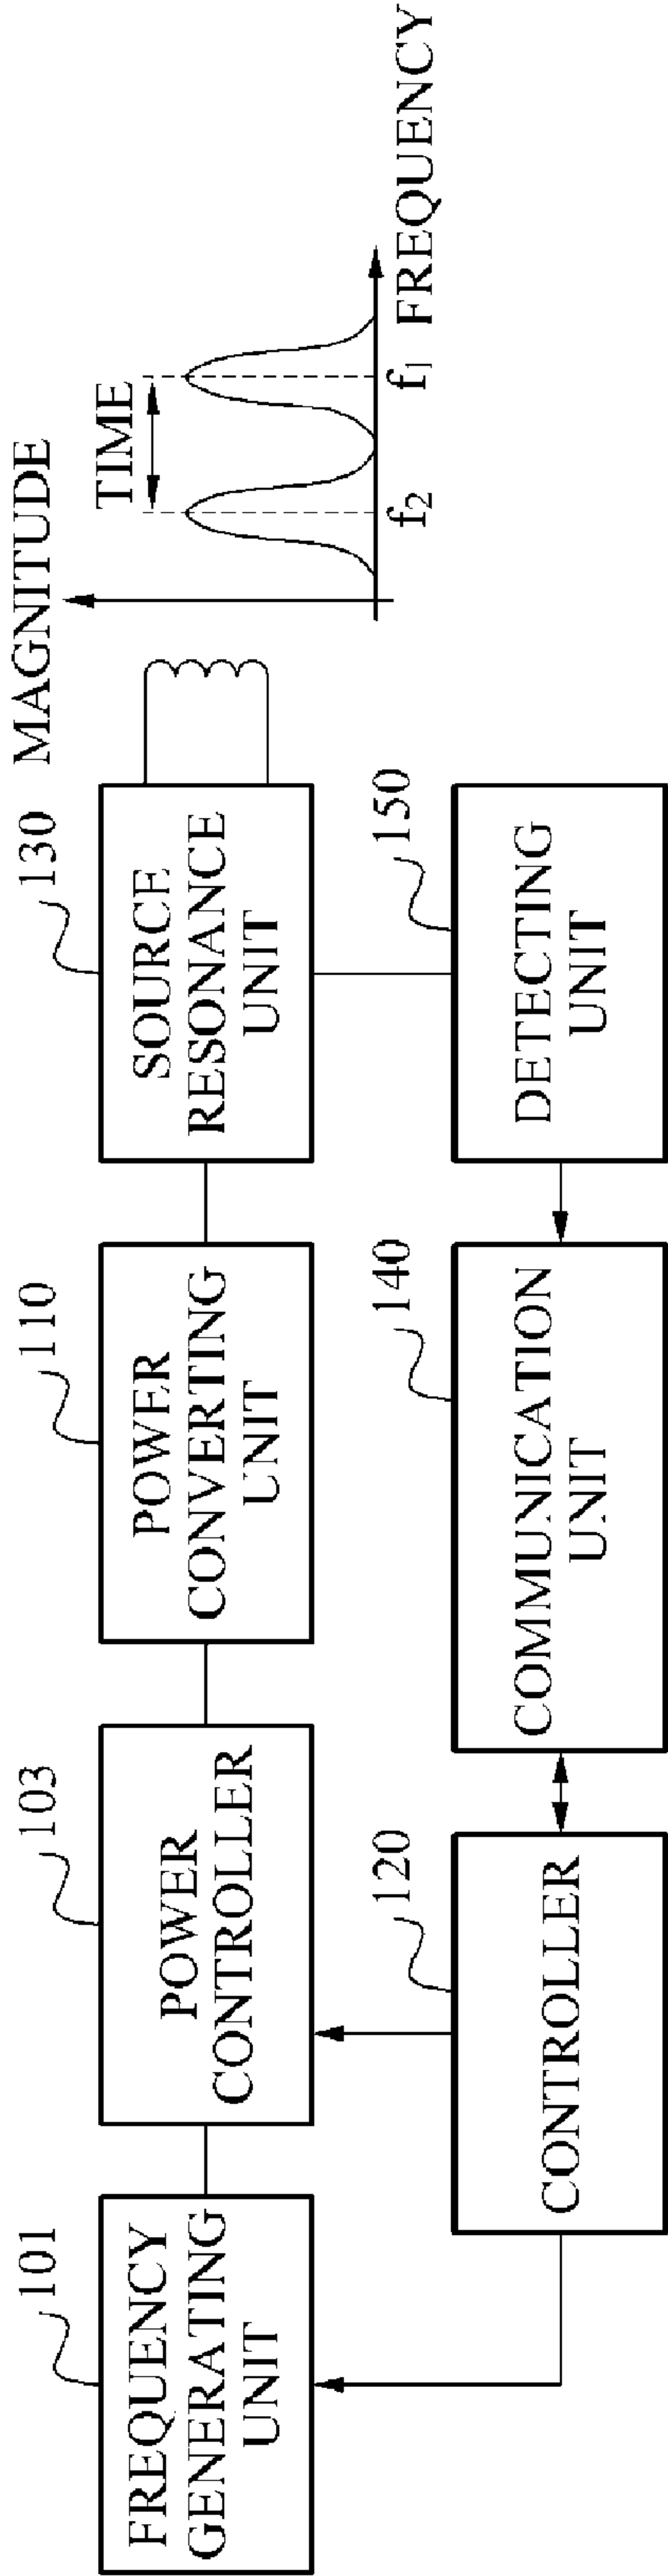 101
FREQUENCY
GENERATING
UNIT
103
POWER
CONTROLLER
110
POWER
CONVERTING
UNIT
130
SOURCE
RESONANCE
UNIT
MAGNITUDE
TIME
f2
f1
FREQUENCY
120
CONTROLLER
140
COMMUNICATION
UNIT
150
DETECTING
UNIT